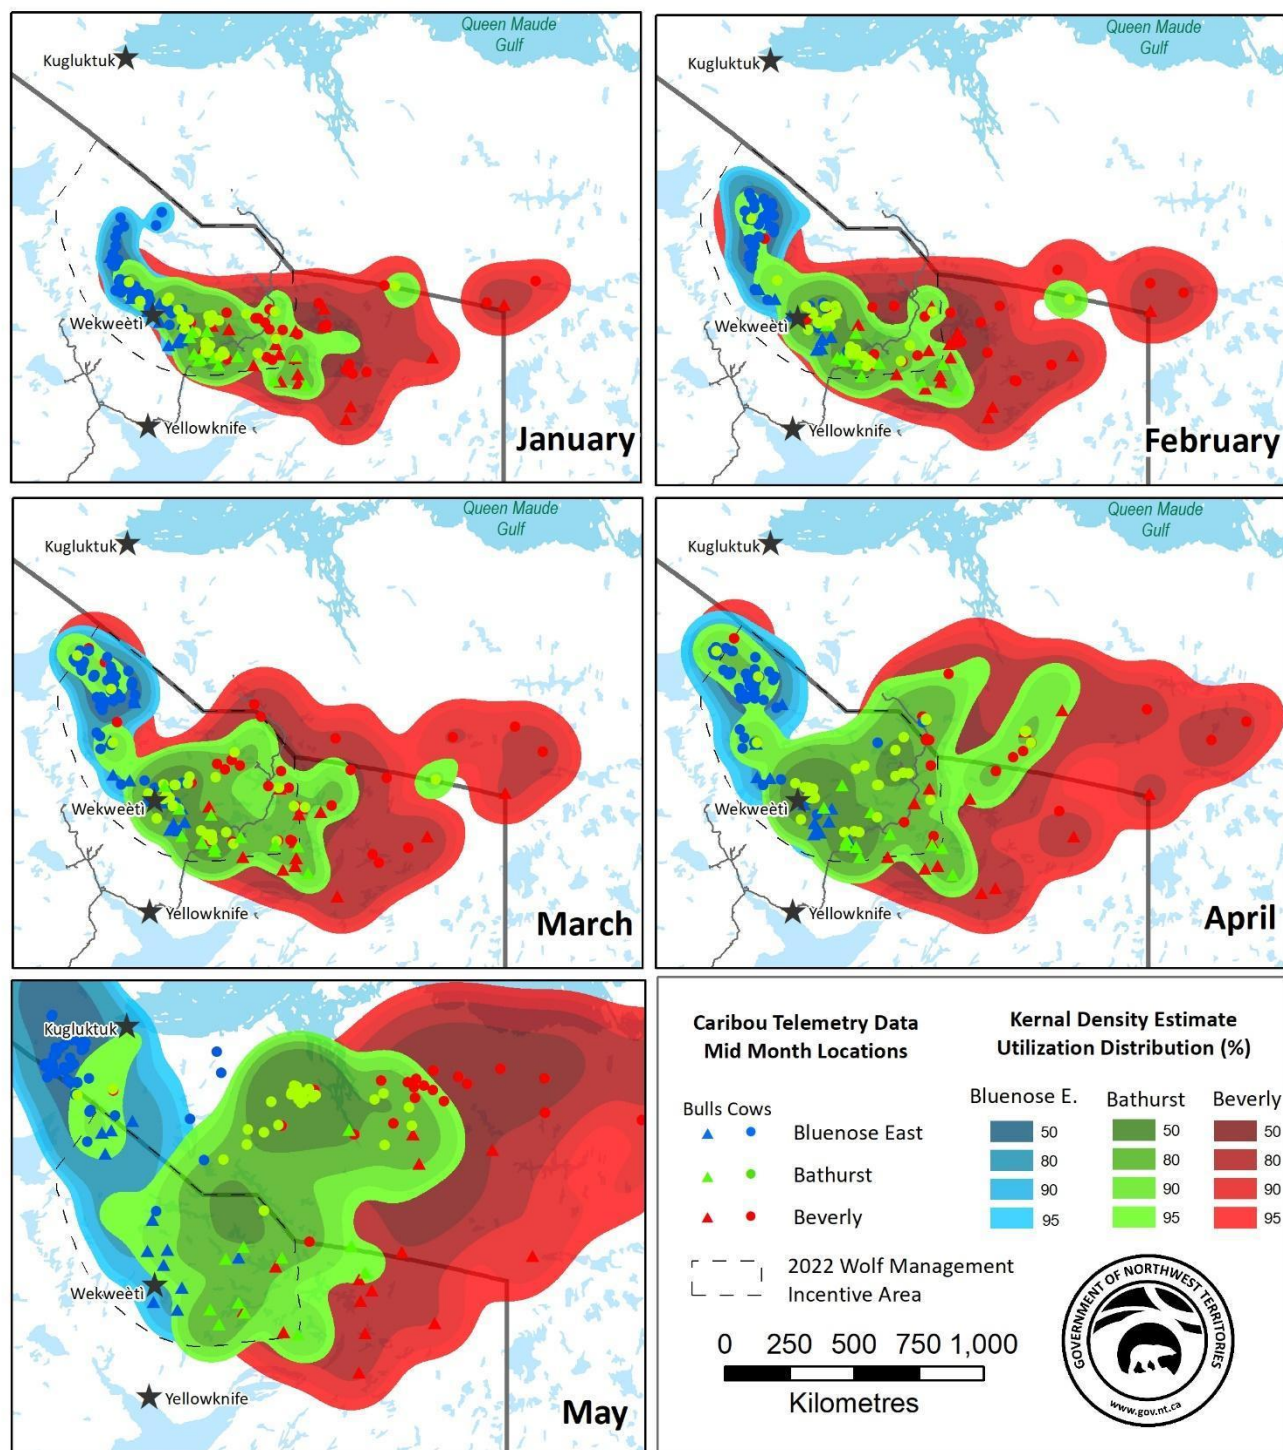 Queen Maude
Gulf
Kugluktuk
Wekweètì
Yellowknife
January
Queen Maude
Gulf
Kugluktuk
Wekweètì
Yellowknife
February
Queen Maude
Gulf
Kugluktuk
Wekweètì
Yellowknife
March
Queen Maude
Gulf
Kugluktuk
Wekweètì
Yellowknife
April
Kugluktuk
Wekweètì
Yellowknife
May
Caribou Telemetry Data
Mid Month Locations
Bulls Cows
Bluenose East
Bathurst
Beverly
2022 Wolf Management
Incentive Area
0 250 500 750 1,000
Kilometres
Kernal Density Estimate
Utilization Distribution (%)
Bluenose E. Bathurst Beverly
50 50 50
80 80 80
90 90 90
95 95 95
GOVERNMENT OF NORTHWEST TERRITORIES
www.gov.nt.ca